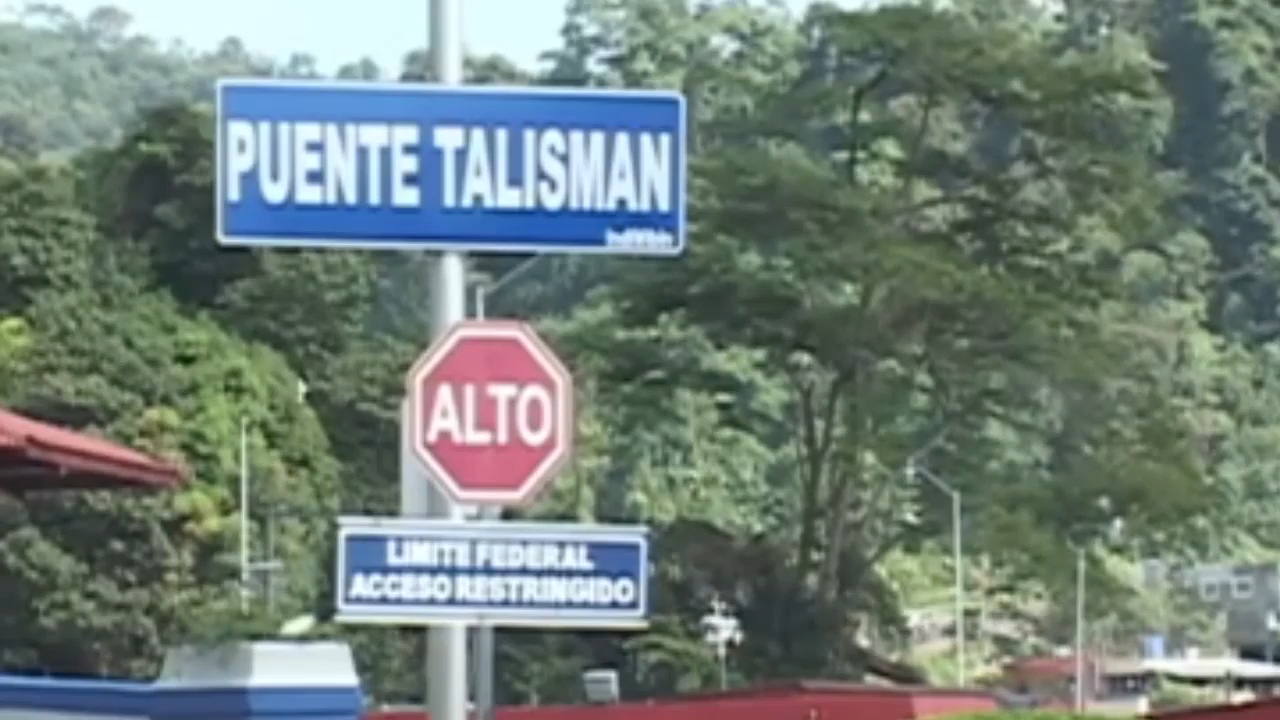 PUENTE TALISMAN
ALTO
LIMITE FEDERAL
ACCESO RESTRINGIDO